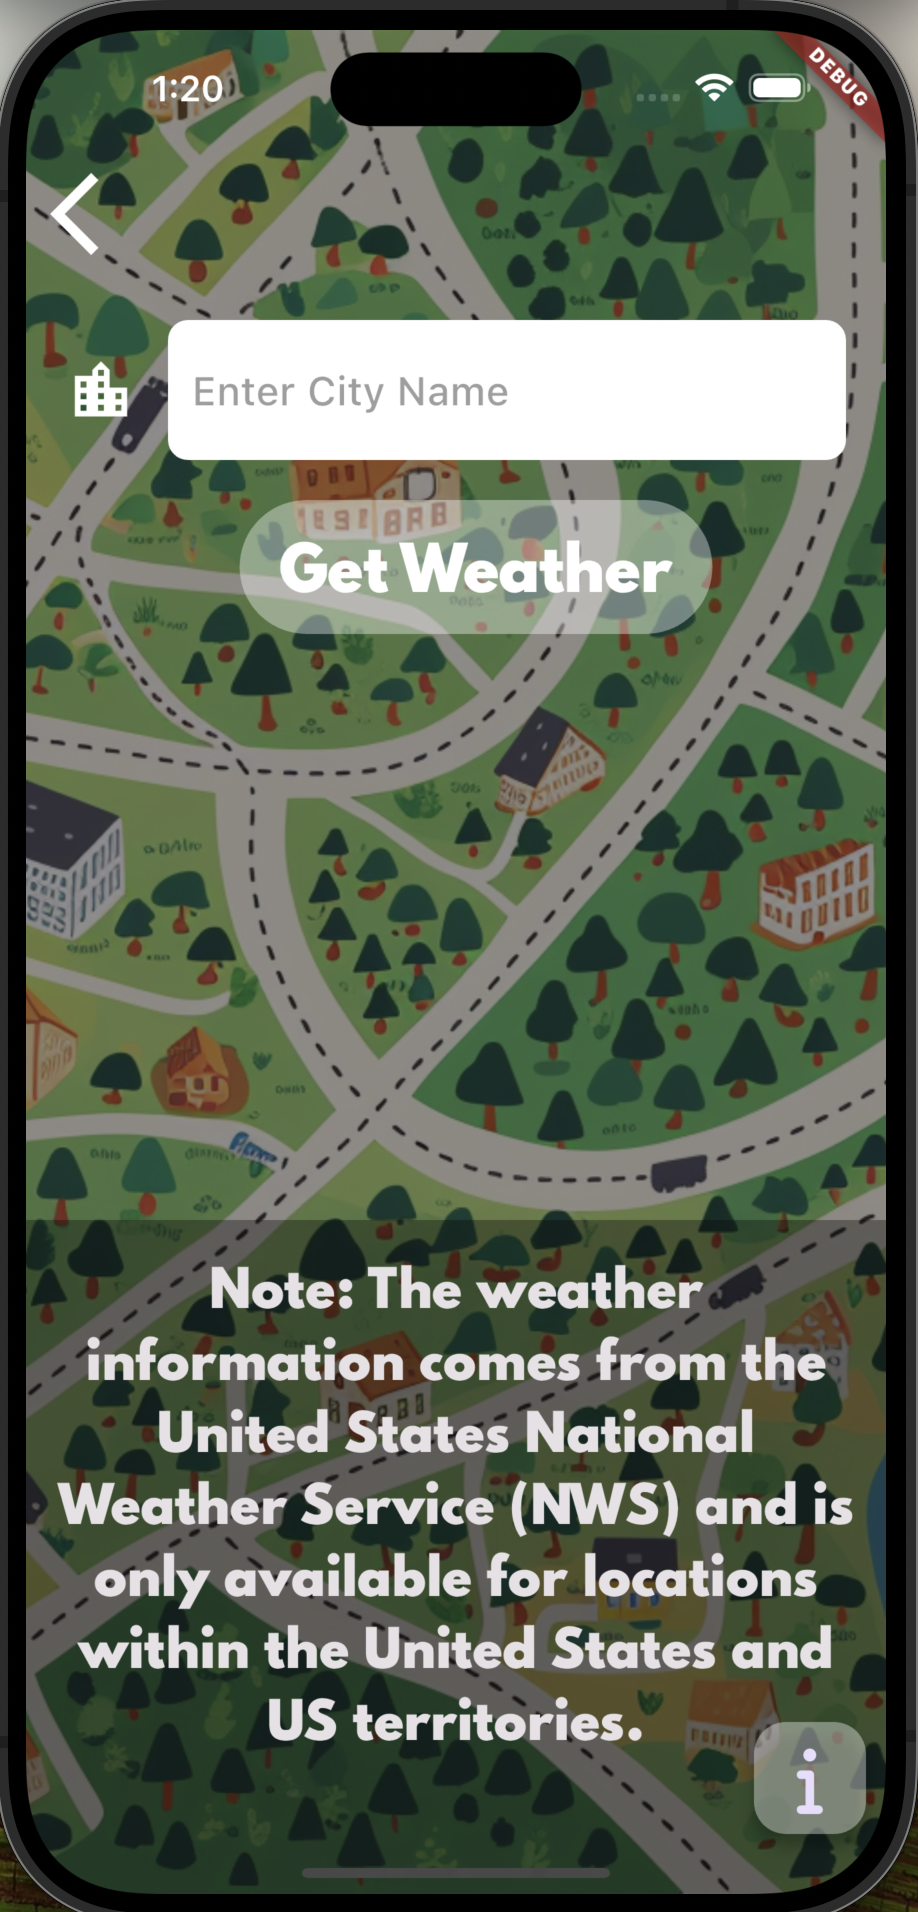 1:20
DEBUG
Enter City Name
Get Weather
Note: The weather
information comes from the
United States National
Weather Service (NWS) and is
only available for locations
within the United States and
US territories.
i